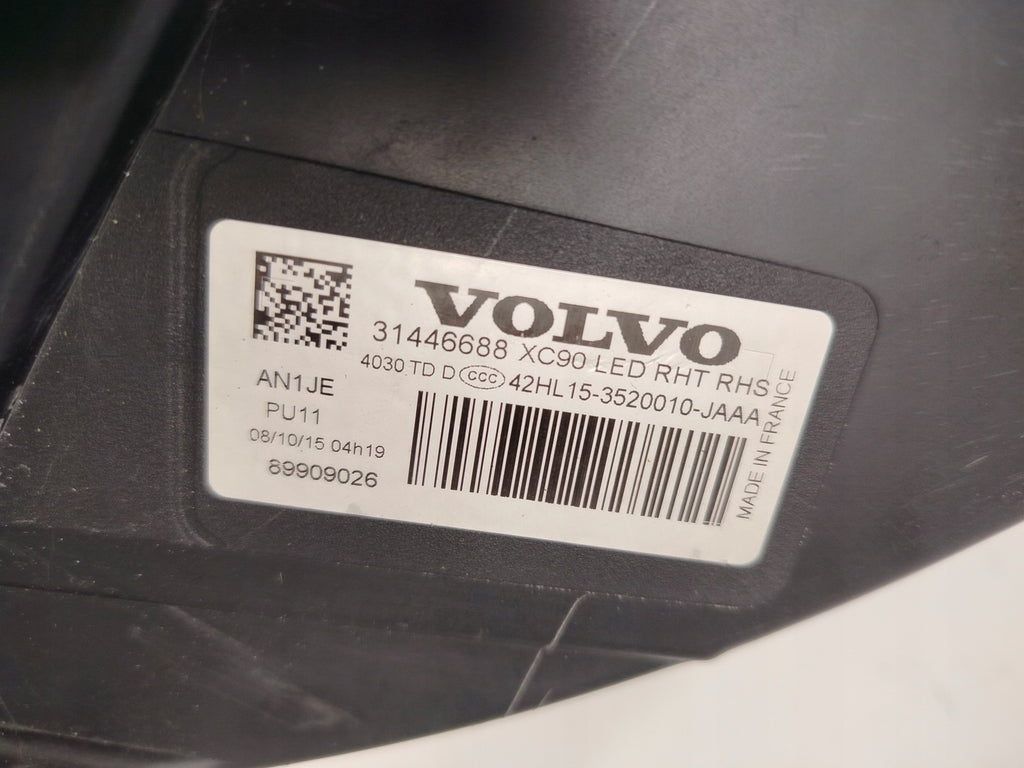 VOLVO
31446688 XC90 LED RHT RHS
4030 TD D CCC 42HL15-3520010-JAAA
AN1JE
PU11
08/10/15 04h19
89909026
MADE IN FRANCE